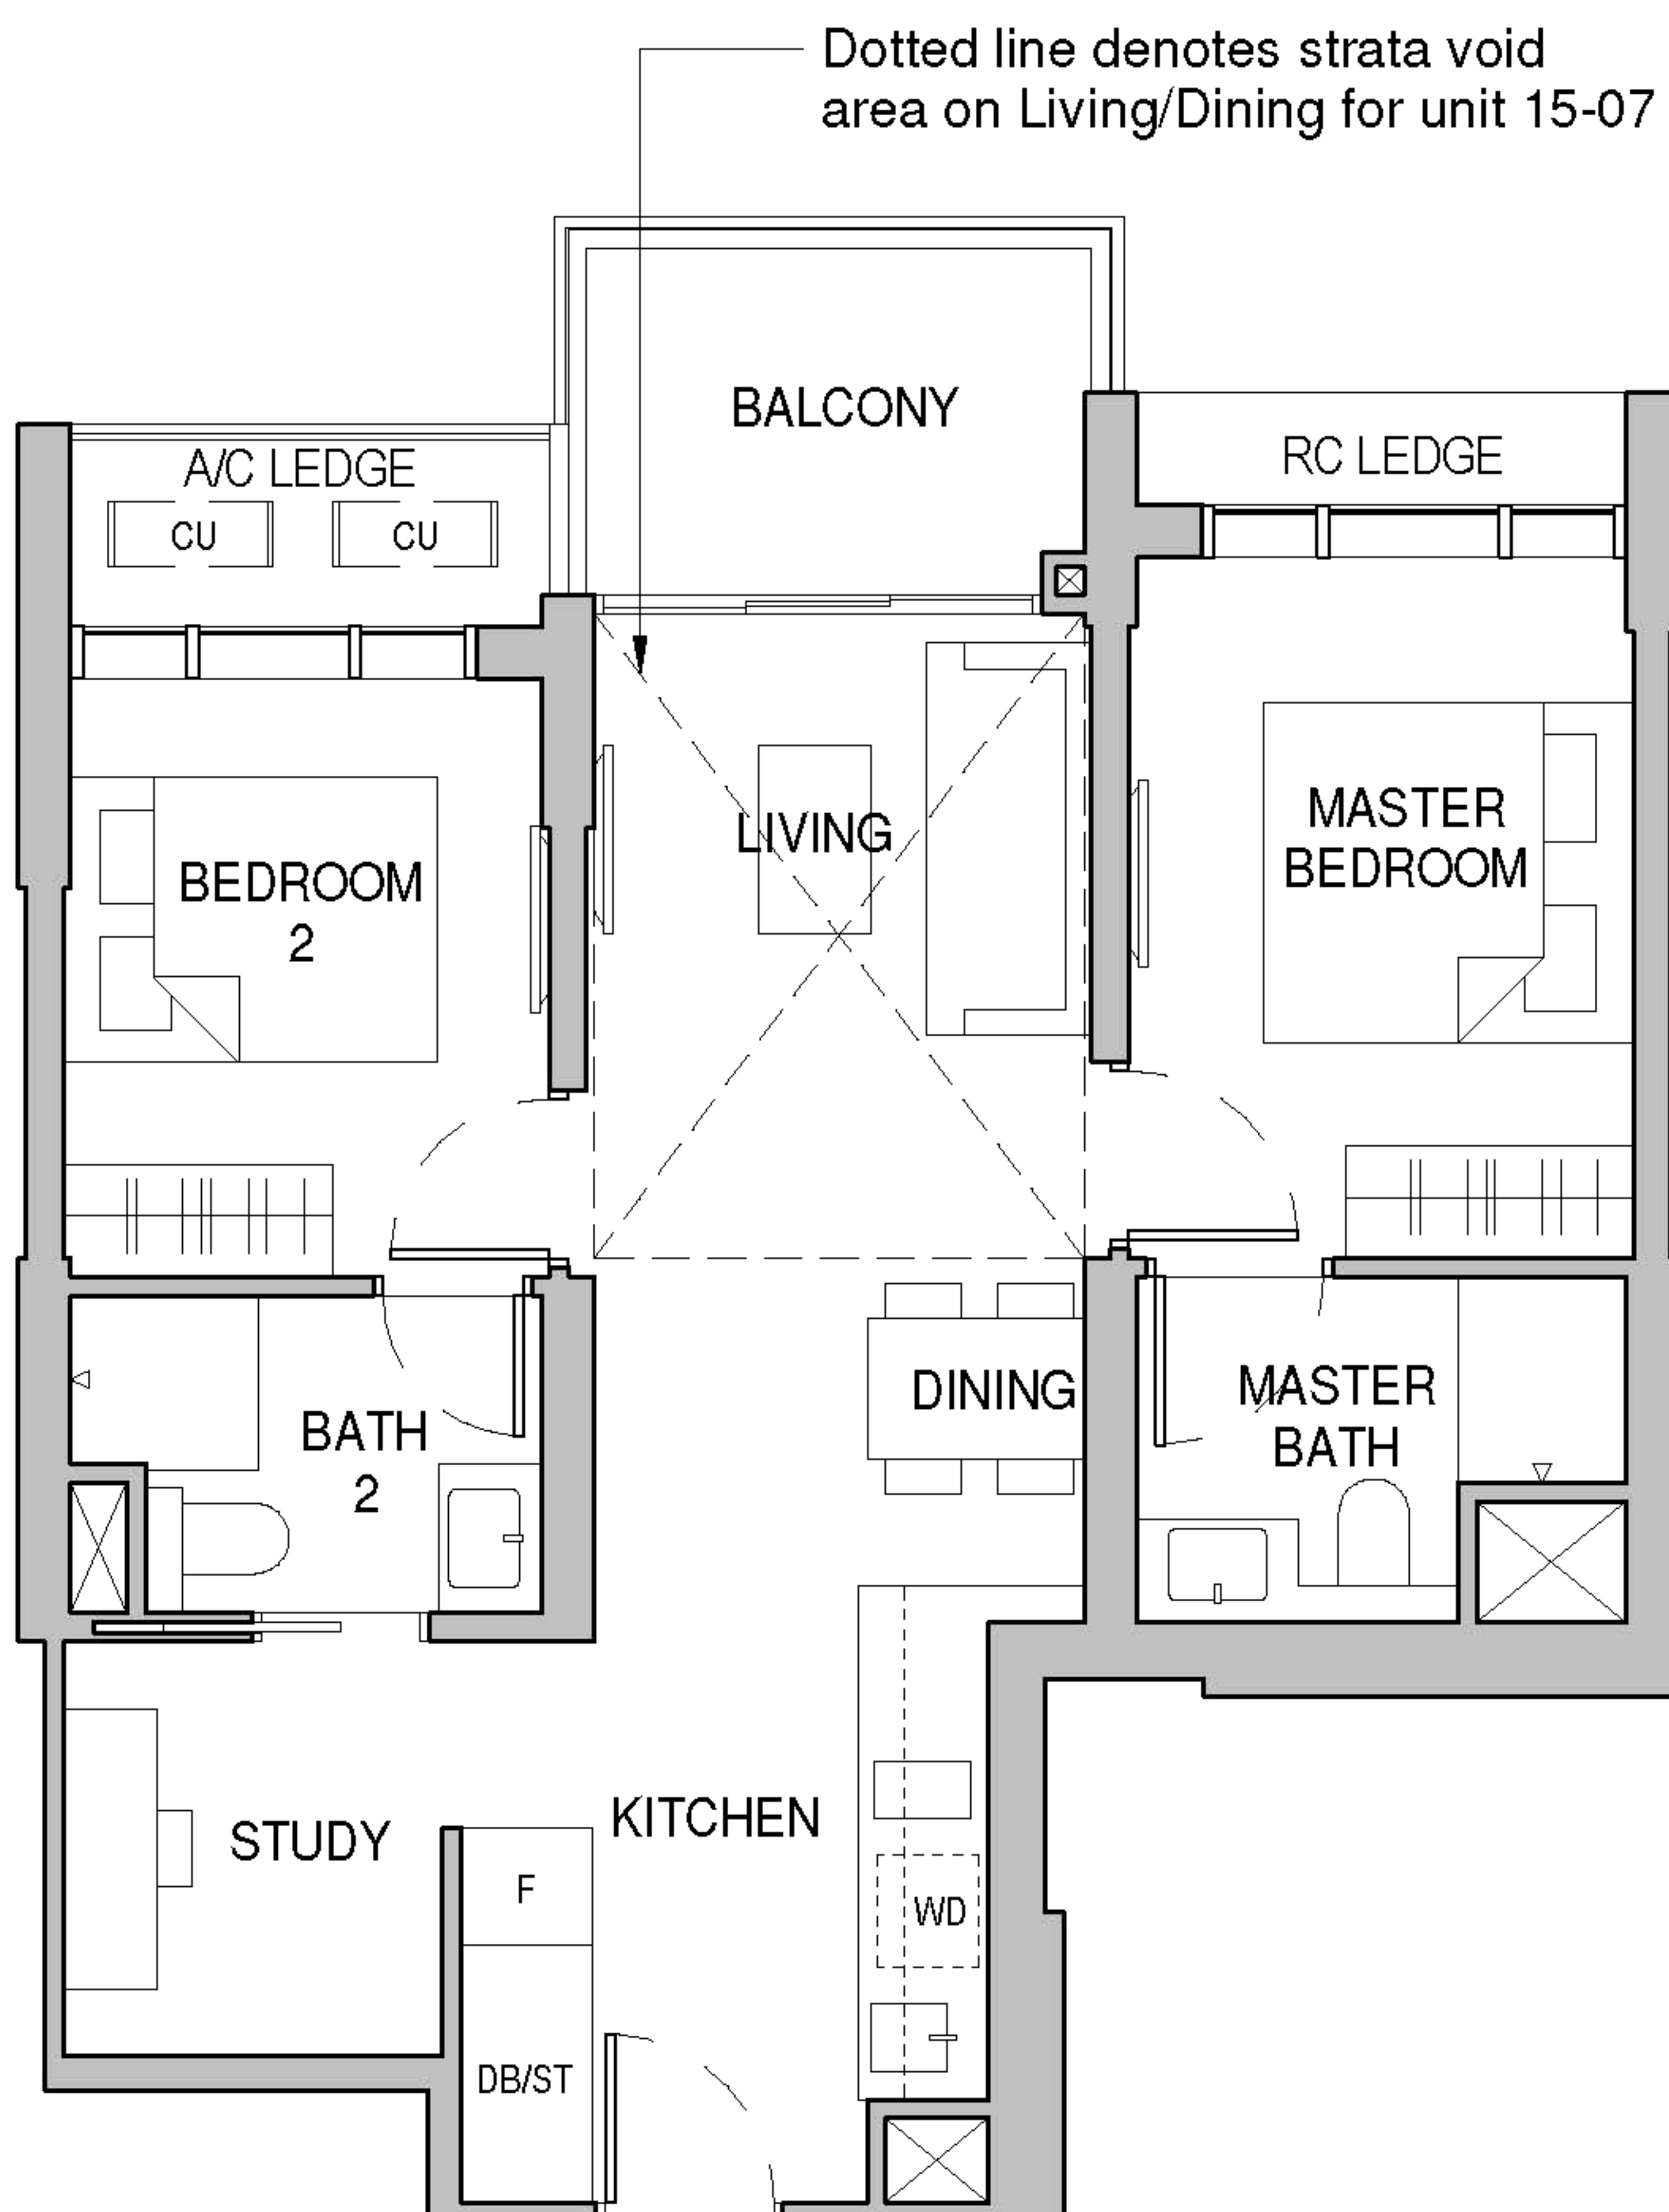 Dotted line denotes strata void
area on Living/Dining for unit 15-07
BALCONY
A/C LEDGE
CU
CU
RC LEDGE
LIVING
MASTER
BEDROOM
BEDROOM
2
DINING
MASTER
BATH
BATH
2
STUDY
KITCHEN
F
WD
DB/ST